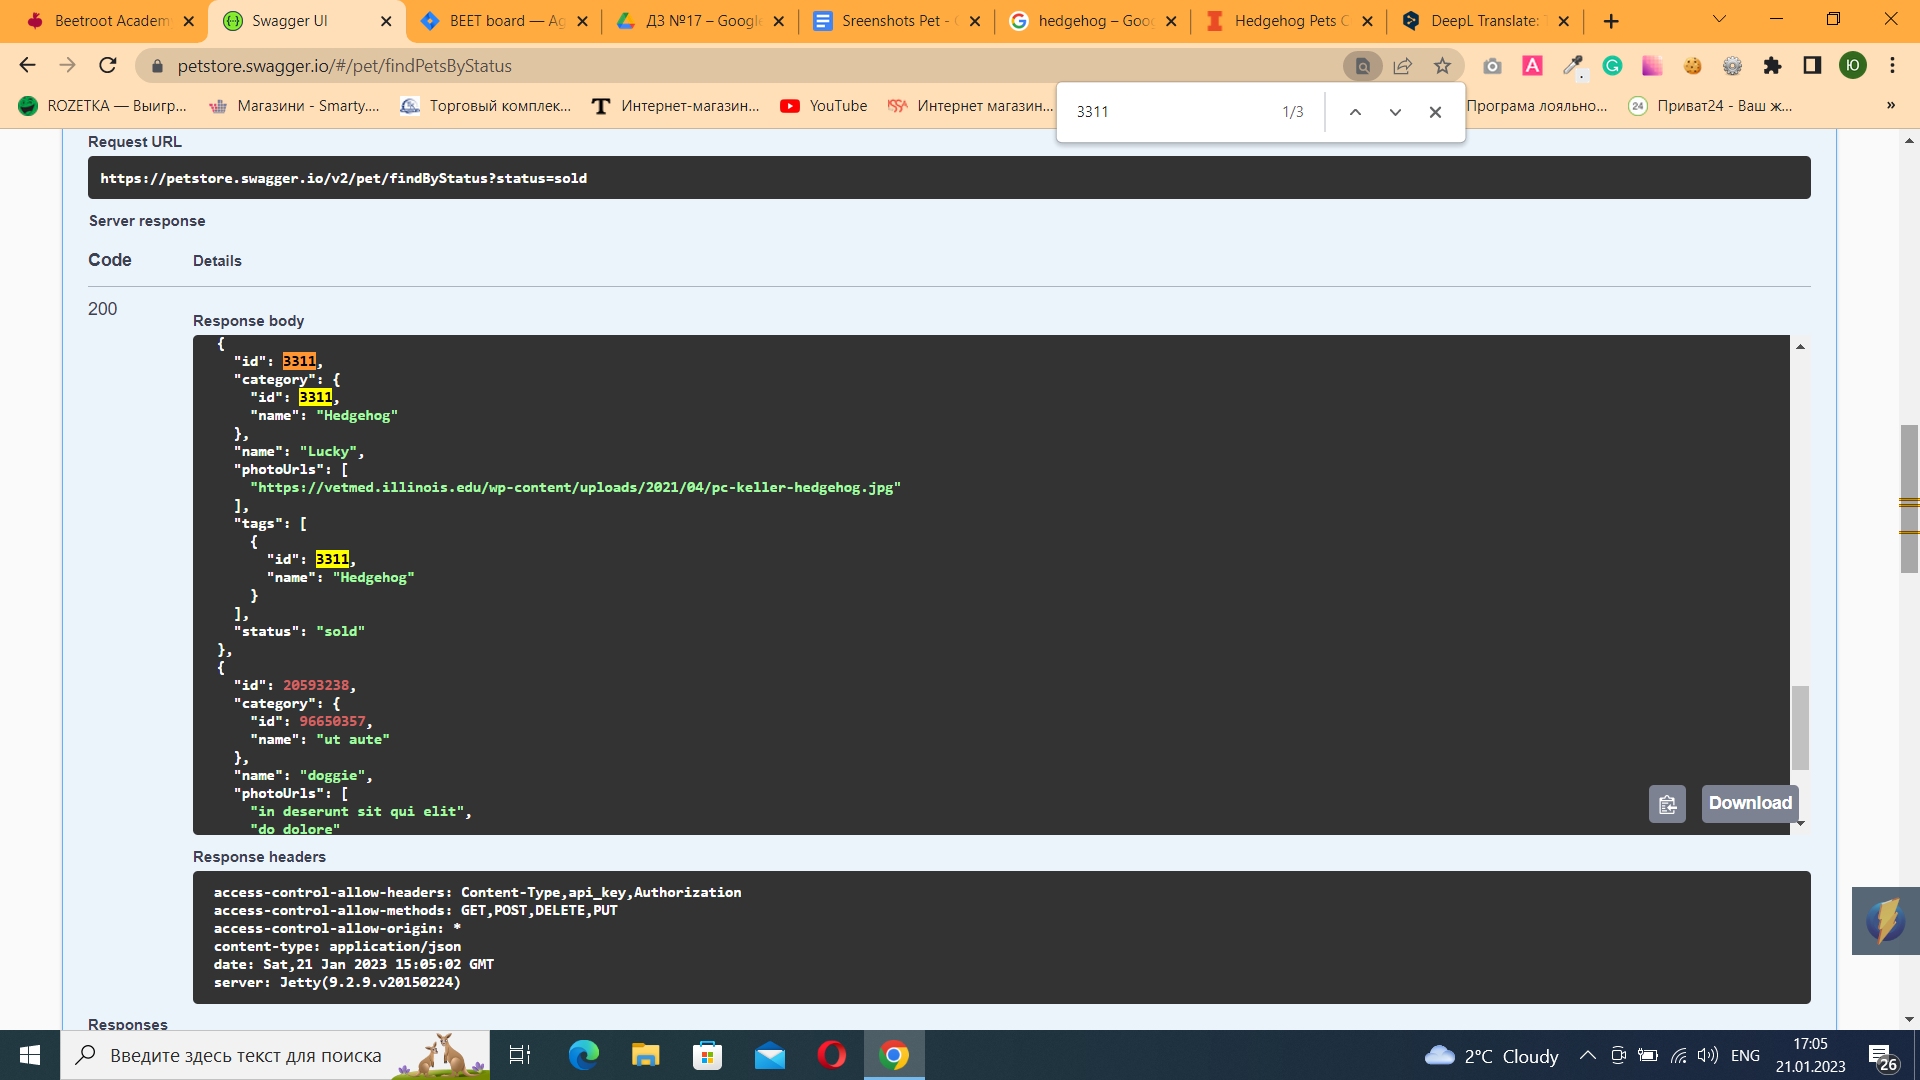 Beetroot Academ
Swagger UI
BEET board — Ag
ДЗ №17 – Google
Sreenshots Pet -
hedgehog – Goo
Hedgehog Pets C
DeepL Translate:
petstore.swagger.io/#/pet/findPetsByStatus
ROZETKA — Выигр...
Магазини - Smarty....
Торговый комплек...
Интернет-магазин...
YouTube
Интернет магазин...
Програма лояльно...
24
Приват24 - Ваш ж...
»
3311
1/3
Request URL
https://petstore.swagger.io/v2/pet/findByStatus?status=sold
Server response
Code
Details
200
Response body
{
"id": 3311,
"category": {
"id": 3311,
"name": "Hedgehog"
},
"name": "Lucky",
"photoUrls": [
"https://vetmed.illinois.edu/wp-content/uploads/2021/04/pc-keller-hedgehog.jpg"
],
"tags": [
{
"id": 3311,
"name": "Hedgehog"
}
],
"status": "sold"
},
{
"id": 20593238,
"category": {
"id": 96650357,
"name": "ut aute"
},
"name": "doggie",
"photoUrls": [
"in deserunt sit qui elit",
"do dolore"
Download
Response headers
access-control-allow-headers: Content-Type,api_key,Authorization
access-control-allow-methods: GET,POST,DELETE,PUT
access-control-allow-origin: *
content-type: application/json
date: Sat,21 Jan 2023 15:05:02 GMT
server: Jetty(9.2.9.v20150224)
Responses
Введите здесь текст для поиска
2°C Cloudy
ENG
17:05
21.01.2023
26